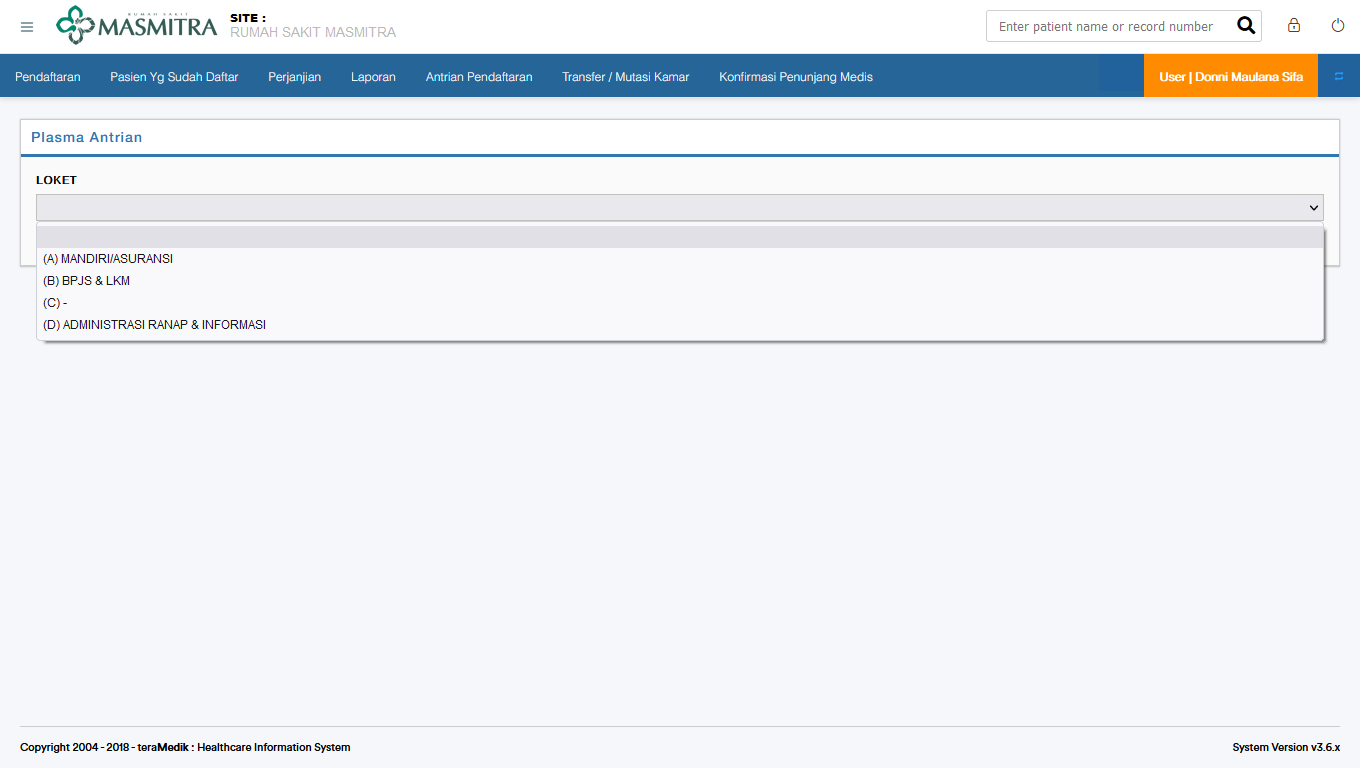 RUMAH SAKIT
MASMITRA
SITE :
RUMAH SAKIT MASMITRA
Enter patient name or record number
Pendaftaran
Pasien Yg Sudah Daftar
Perjanjian
Laporan
Antrian Pendaftaran
Transfer / Mutasi Kamar
Konfirmasi Penunjang Medis
User | Donni Maulana Sifa
Plasma Antrian
LOKET
(A) MANDIRI/ASURANSI
(B) BPJS & LKM
(C) -
(D) ADMINISTRASI RANAP & INFORMASI
Copyright 2004 - 2018 - teraMedik : Healthcare Information System
System Version v3.6.x